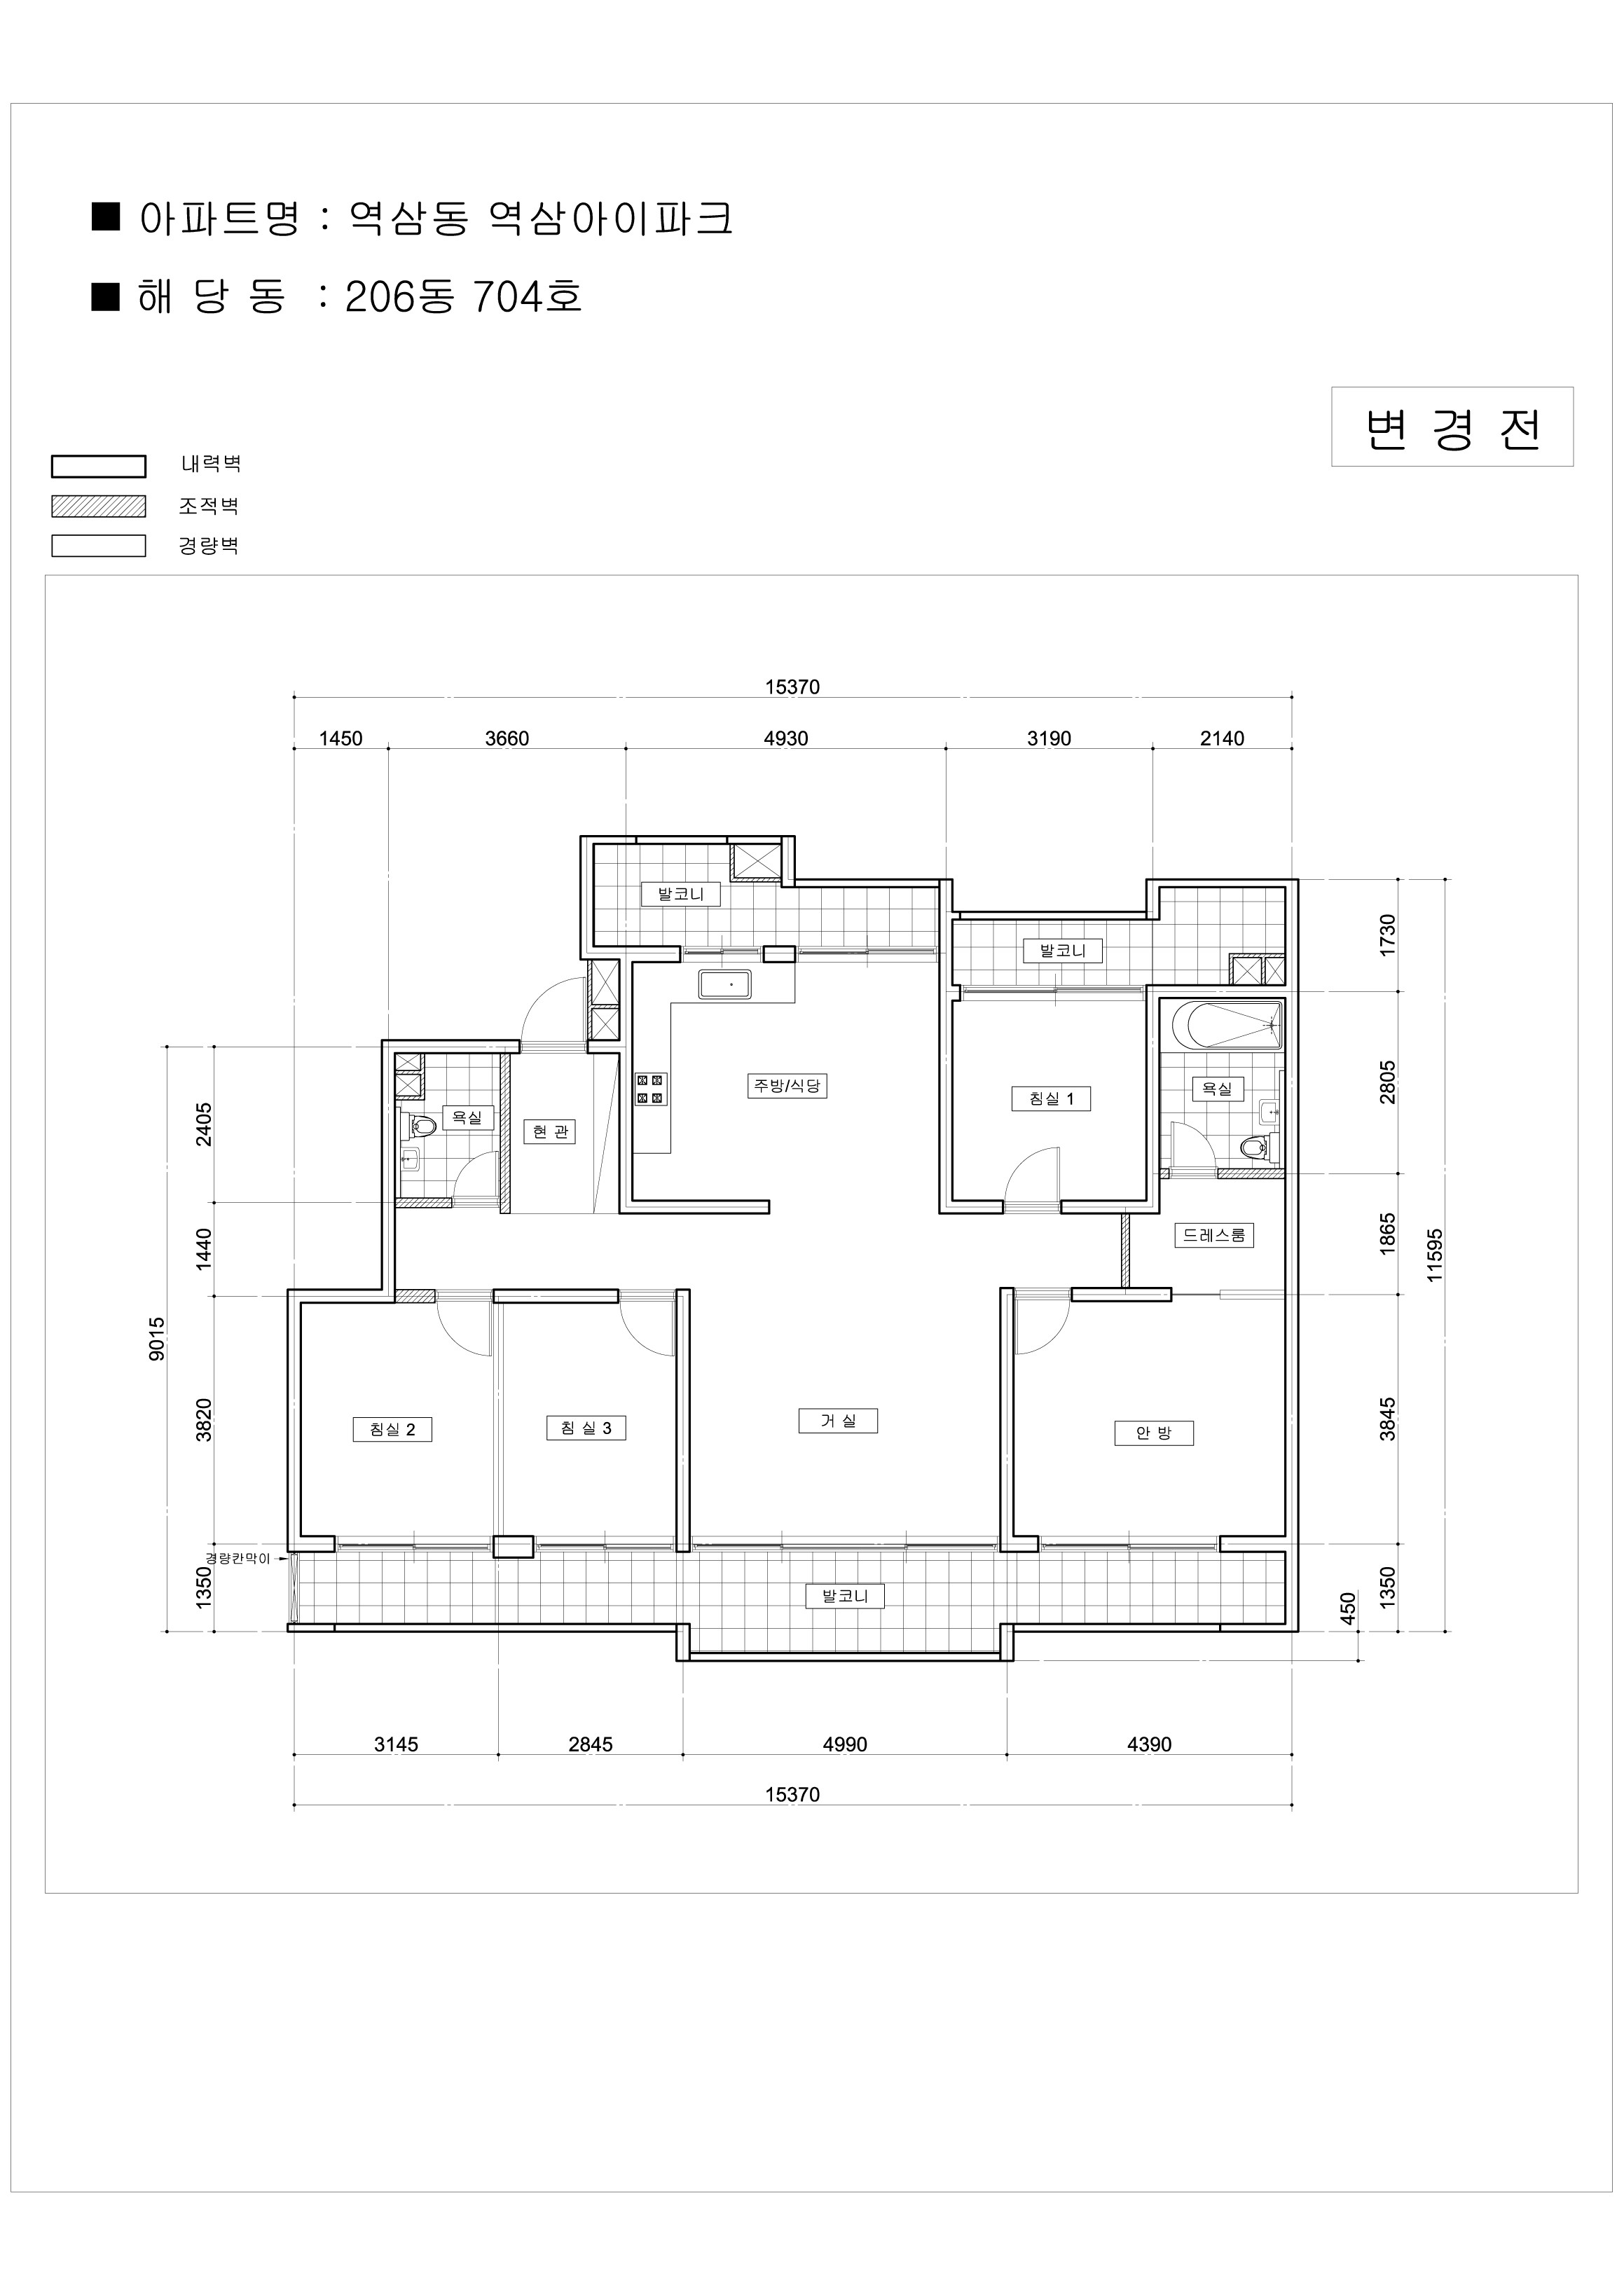 ■ 아파트명 : 역삼동 역삼아이파크
■ 해 당 동 : 206동 704호
변 경 전
내력벽
조적벽
경량벽
15370
1450 3660 4930 3190 2140
발코니
발코니
1730
주방/식당
침실 1
욕실
2805
욕실
현 관
2405
드레스룸
1440
1865
11595
9015
침실 2
침 실 3
거 실
안 방
3820
3845
경량칸막이
발코니
1350
1350
450
3145 2845 4990 4390
15370